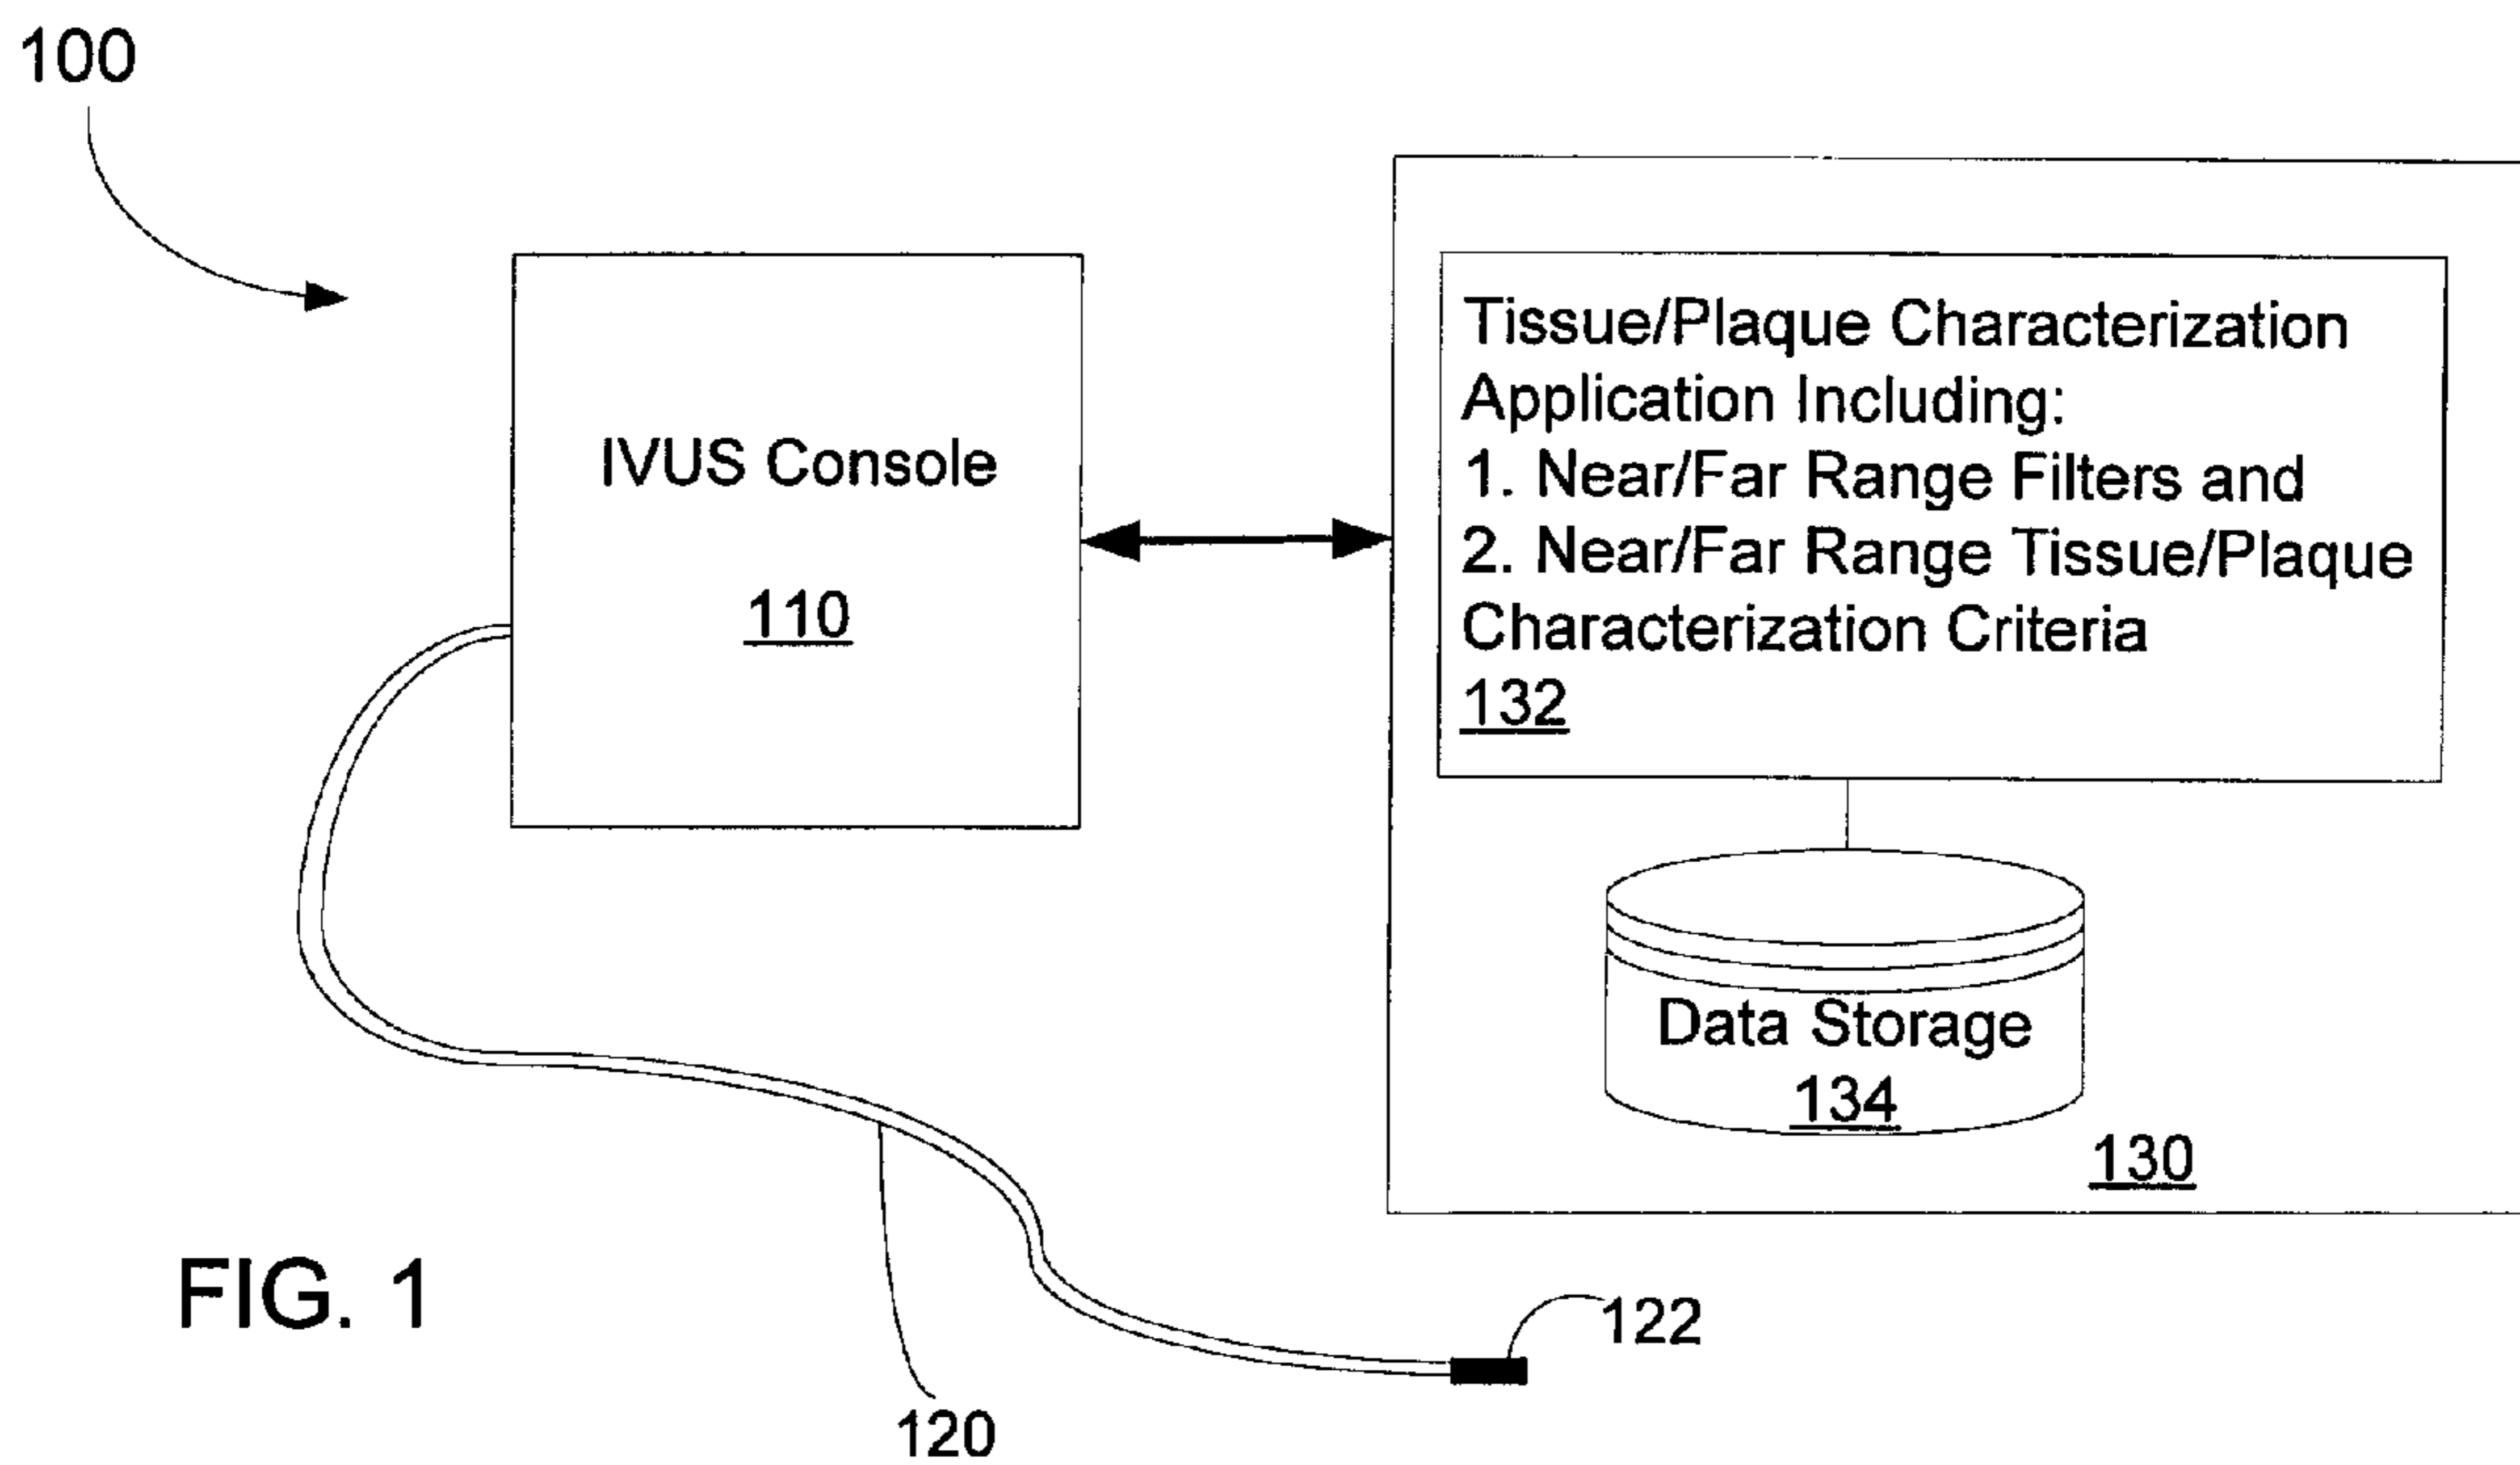 100
IVUS Console
110
Tissue/Plaque Characterization
Application Including:
1. Near/Far Range Filters and
2. Near/Far Range Tissue/Plaque
Characterization Criteria
132
Data Storage
134
130
FIG. 1
122
120